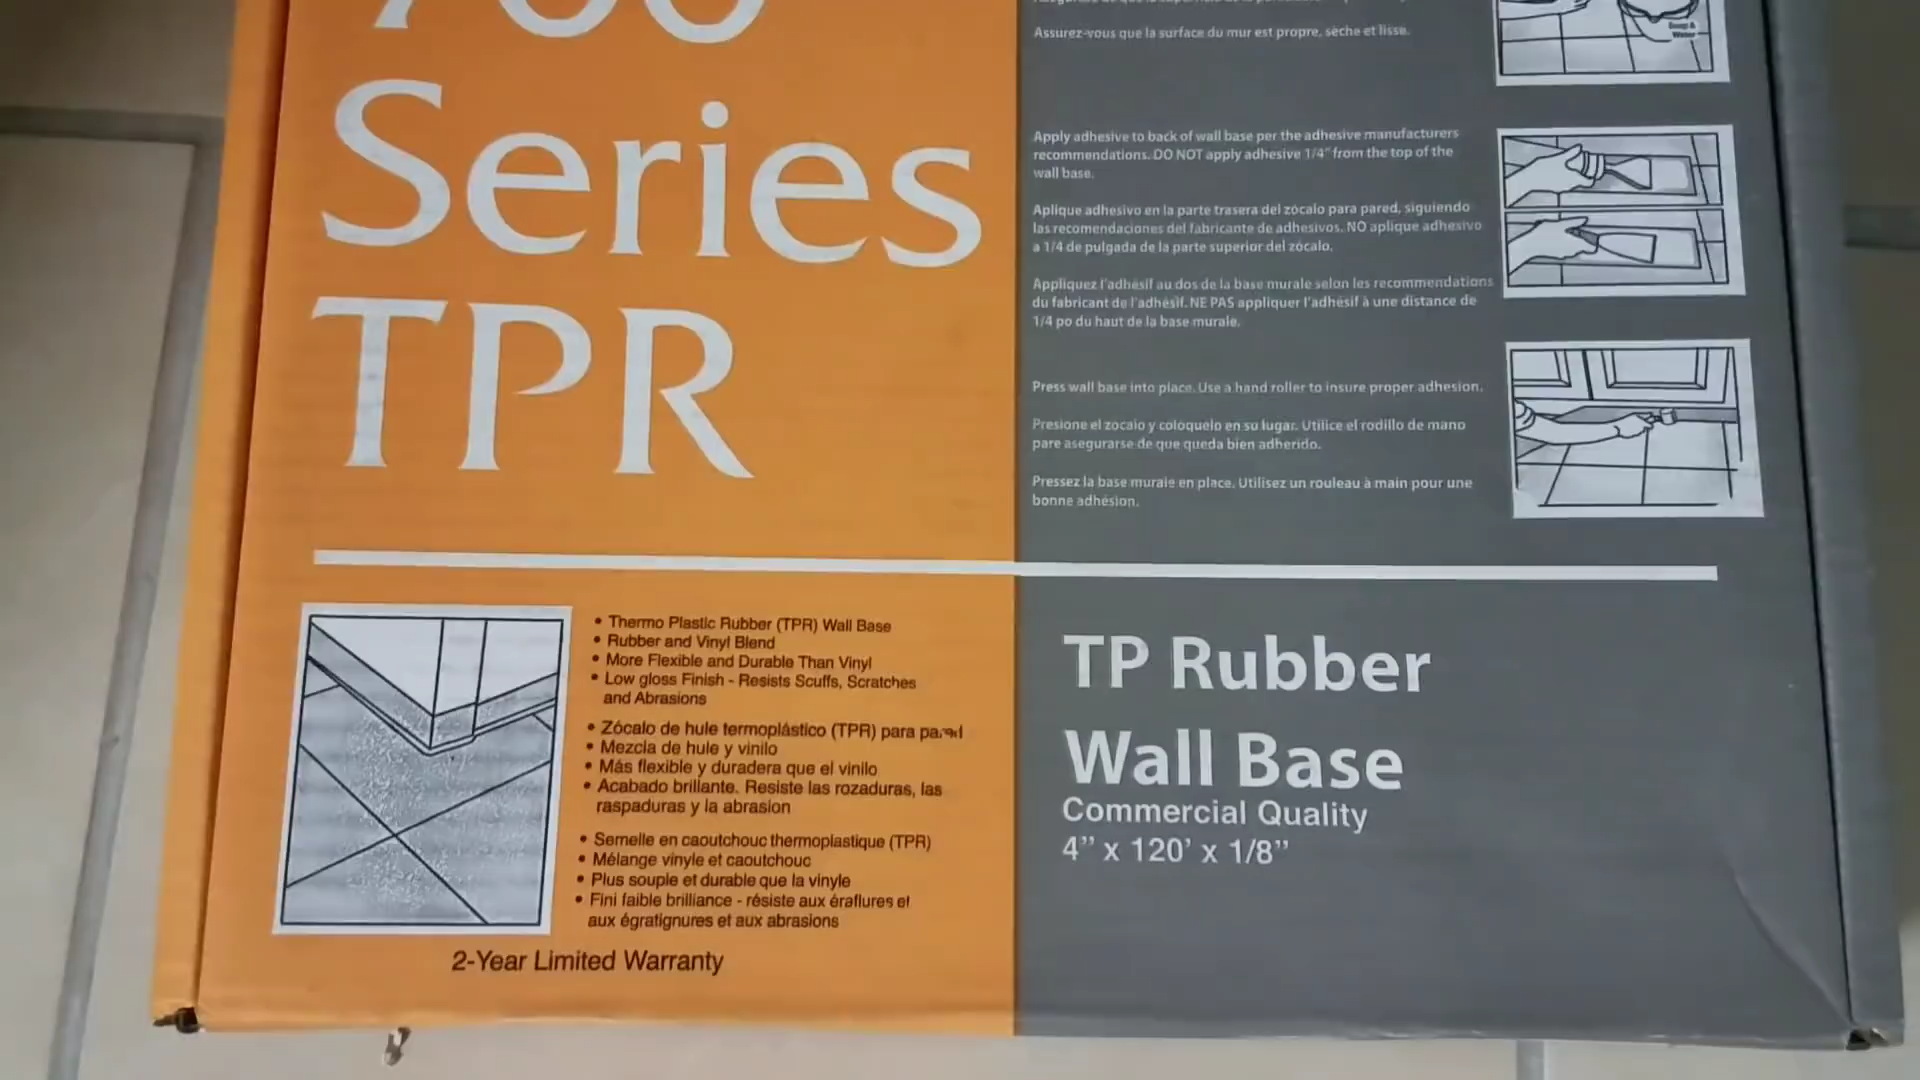 700
Series
TPR
Assurez-vous que la surface du mur est propre, sèche et lisse.
Soap &
Water
Apply adhesive to back of wall base per the adhesive manufacturers
recommendations. DO NOT apply adhesive 1/4" from the top of the
wall base.
Aplique adhesivo en la parte trasera del zócalo para pared, siguiendo
las recomendaciones del fabricante de adhesivos. NO aplique adhesivo
a 1/4 de pulgada de la parte superior del zócalo.
Appliquez l'adhésif au dos de la base murale selon les recommendations
du fabricant de l'adhésif. NE PAS appliquer l'adhésif à une distance de
1/4 po du haut de la base murale.
Press wall base into place. Use a hand roller to insure proper adhesion.
Presione el zocalo y colóquelo en su lugar. Utilice el rodillo de mano
pare asegurarse de que queda bien adherido.
Pressez la base murale en place. Utilisez un rouleau à main pour une
bonne adhésion.
• Thermo Plastic Rubber (TPR) Wall Base
• Rubber and Vinyl Blend
• More Flexible and Durable Than Vinyl
• Low gloss Finish - Resists Scuffs, Scratches
and Abrasions
• Zócalo de hule termoplástico (TPR) para pared
• Mezcla de hule y vinilo
• Más flexible y duradera que el vinilo
• Acabado brillante. Resiste las rozaduras, las
raspaduras y la abrasion
• Semelle en caoutchouc thermoplastique (TPR)
• Mélange vinyle et caoutchouc
• Plus souple et durable que la vinyle
• Fini faible brilliance - résiste aux éraflures et
aux égratignures et aux abrasions
2-Year Limited Warranty
TP Rubber
Wall Base
Commercial Quality
4" x 120' x 1/8"